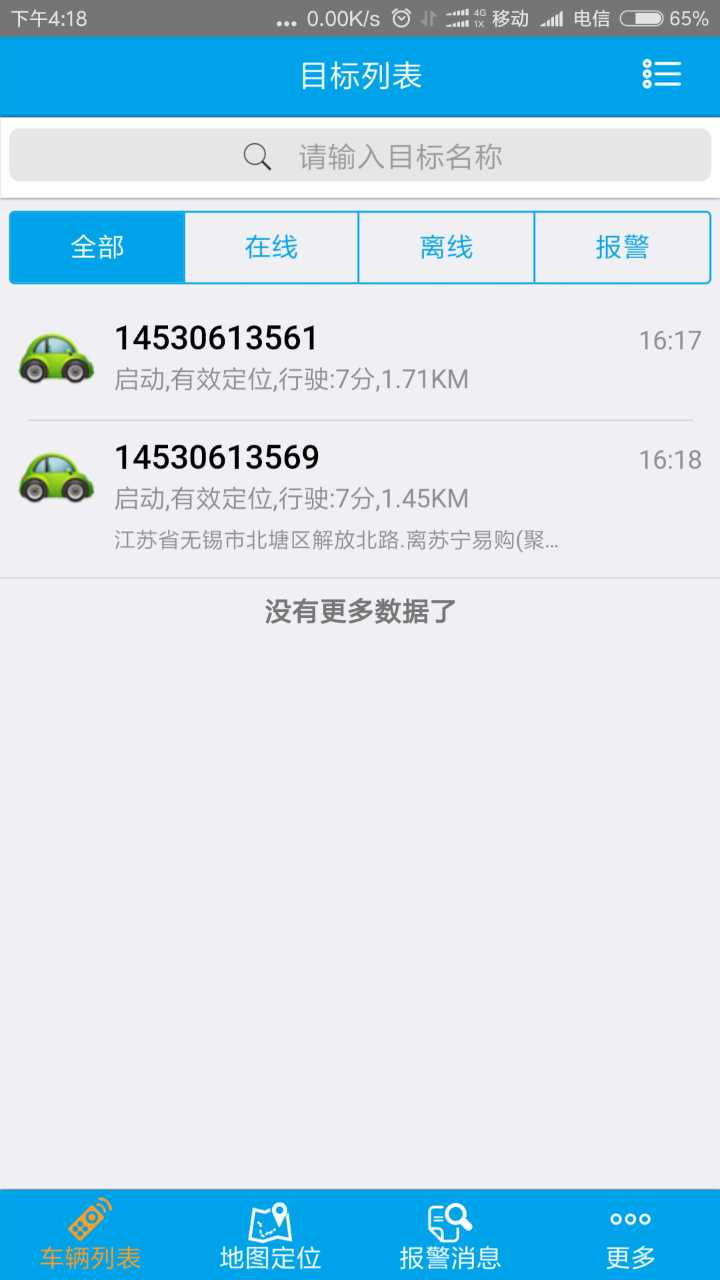 下午4:18 ... 0.00K/s 4G 1X 移动 电信 65%
目标列表
请输入目标名称
全部 在线 离线 报警
14530613561 16:17
启动,有效定位,行驶:7分,1.71KM
14530613569 16:18
启动,有效定位,行驶:7分,1.45KM
江苏省无锡市北塘区解放北路.离苏宁易购(聚...
没有更多数据了
车辆列表 地图定位 报警消息 更多